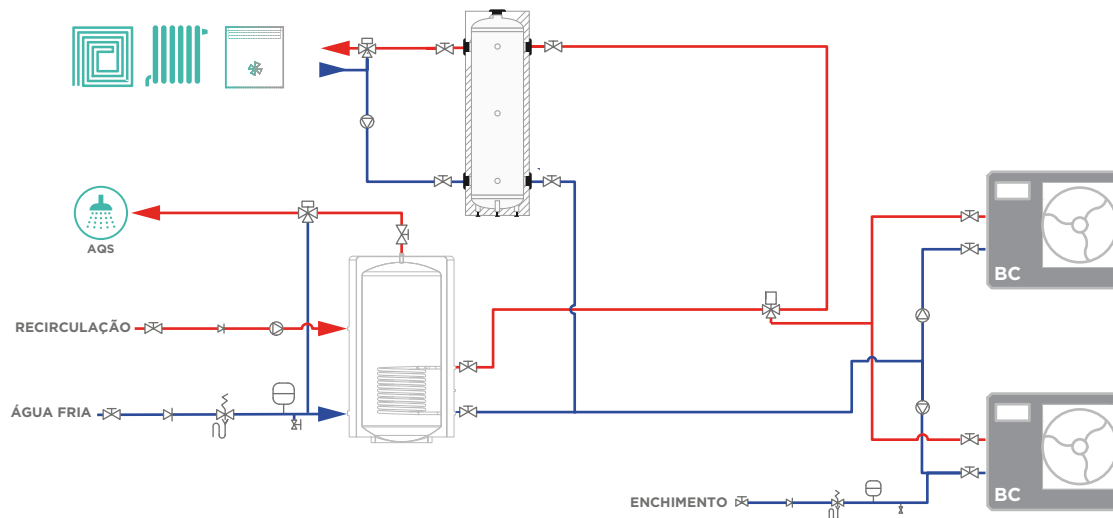 AQS
BC
RECIRCULAÇÃO
ÁGUA FRIA
BC
ENCHIMENTO